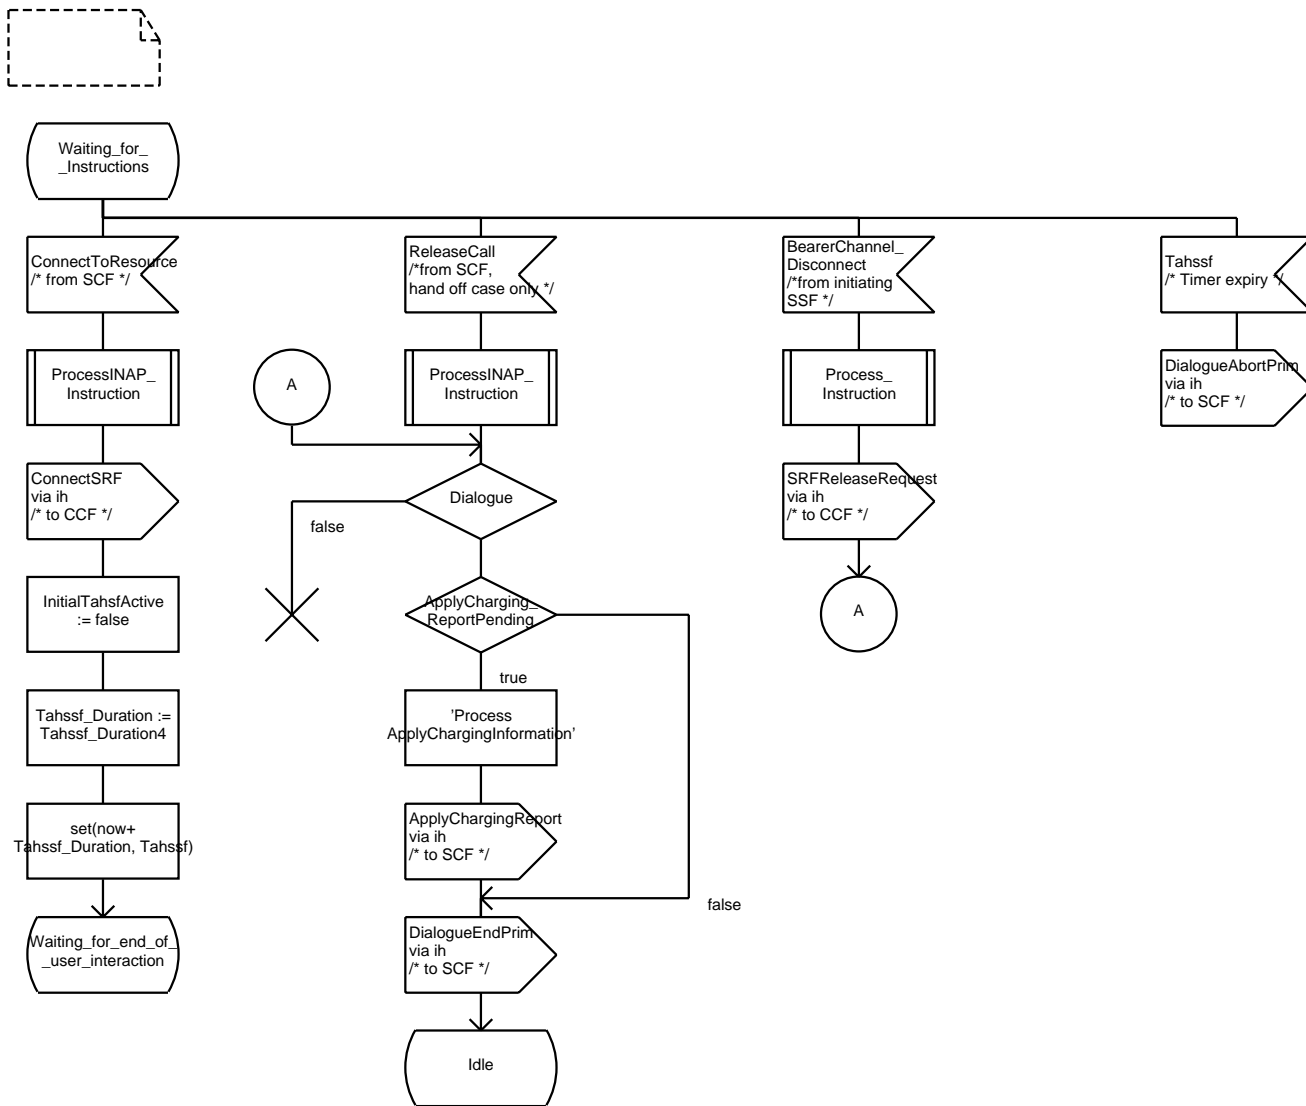 Waiting_for_
_Instructions
ConnectToResource
/* from SCF */
ReleaseCall
/*from SCF,
hand off case only */
BearerChannel_
Disconnect
/*from initiating
SSF */
Tahssf
/* Timer expiry */
ProcessINAP_
Instruction
A
ProcessINAP_
Instruction
Process_
Instruction
DialogueAbortPrim
via ih
/* to SCF */
ConnectSRF
via ih
/* to CCF */
Dialogue
false
SRFReleaseRequest
via ih
/* to CCF */
InitialTahsfActive
:= false
ApplyCharging_
ReportPending
A
true
Tahssf_Duration :=
Tahssf_Duration4
'Process
ApplyChargingInformation'
set(now+
Tahssf_Duration, Tahssf)
ApplyChargingReport
via ih
/* to SCF */
false
Waiting_for_end_of_
_user_interaction
DialogueEndPrim
via ih
/* to SCF */
Idle